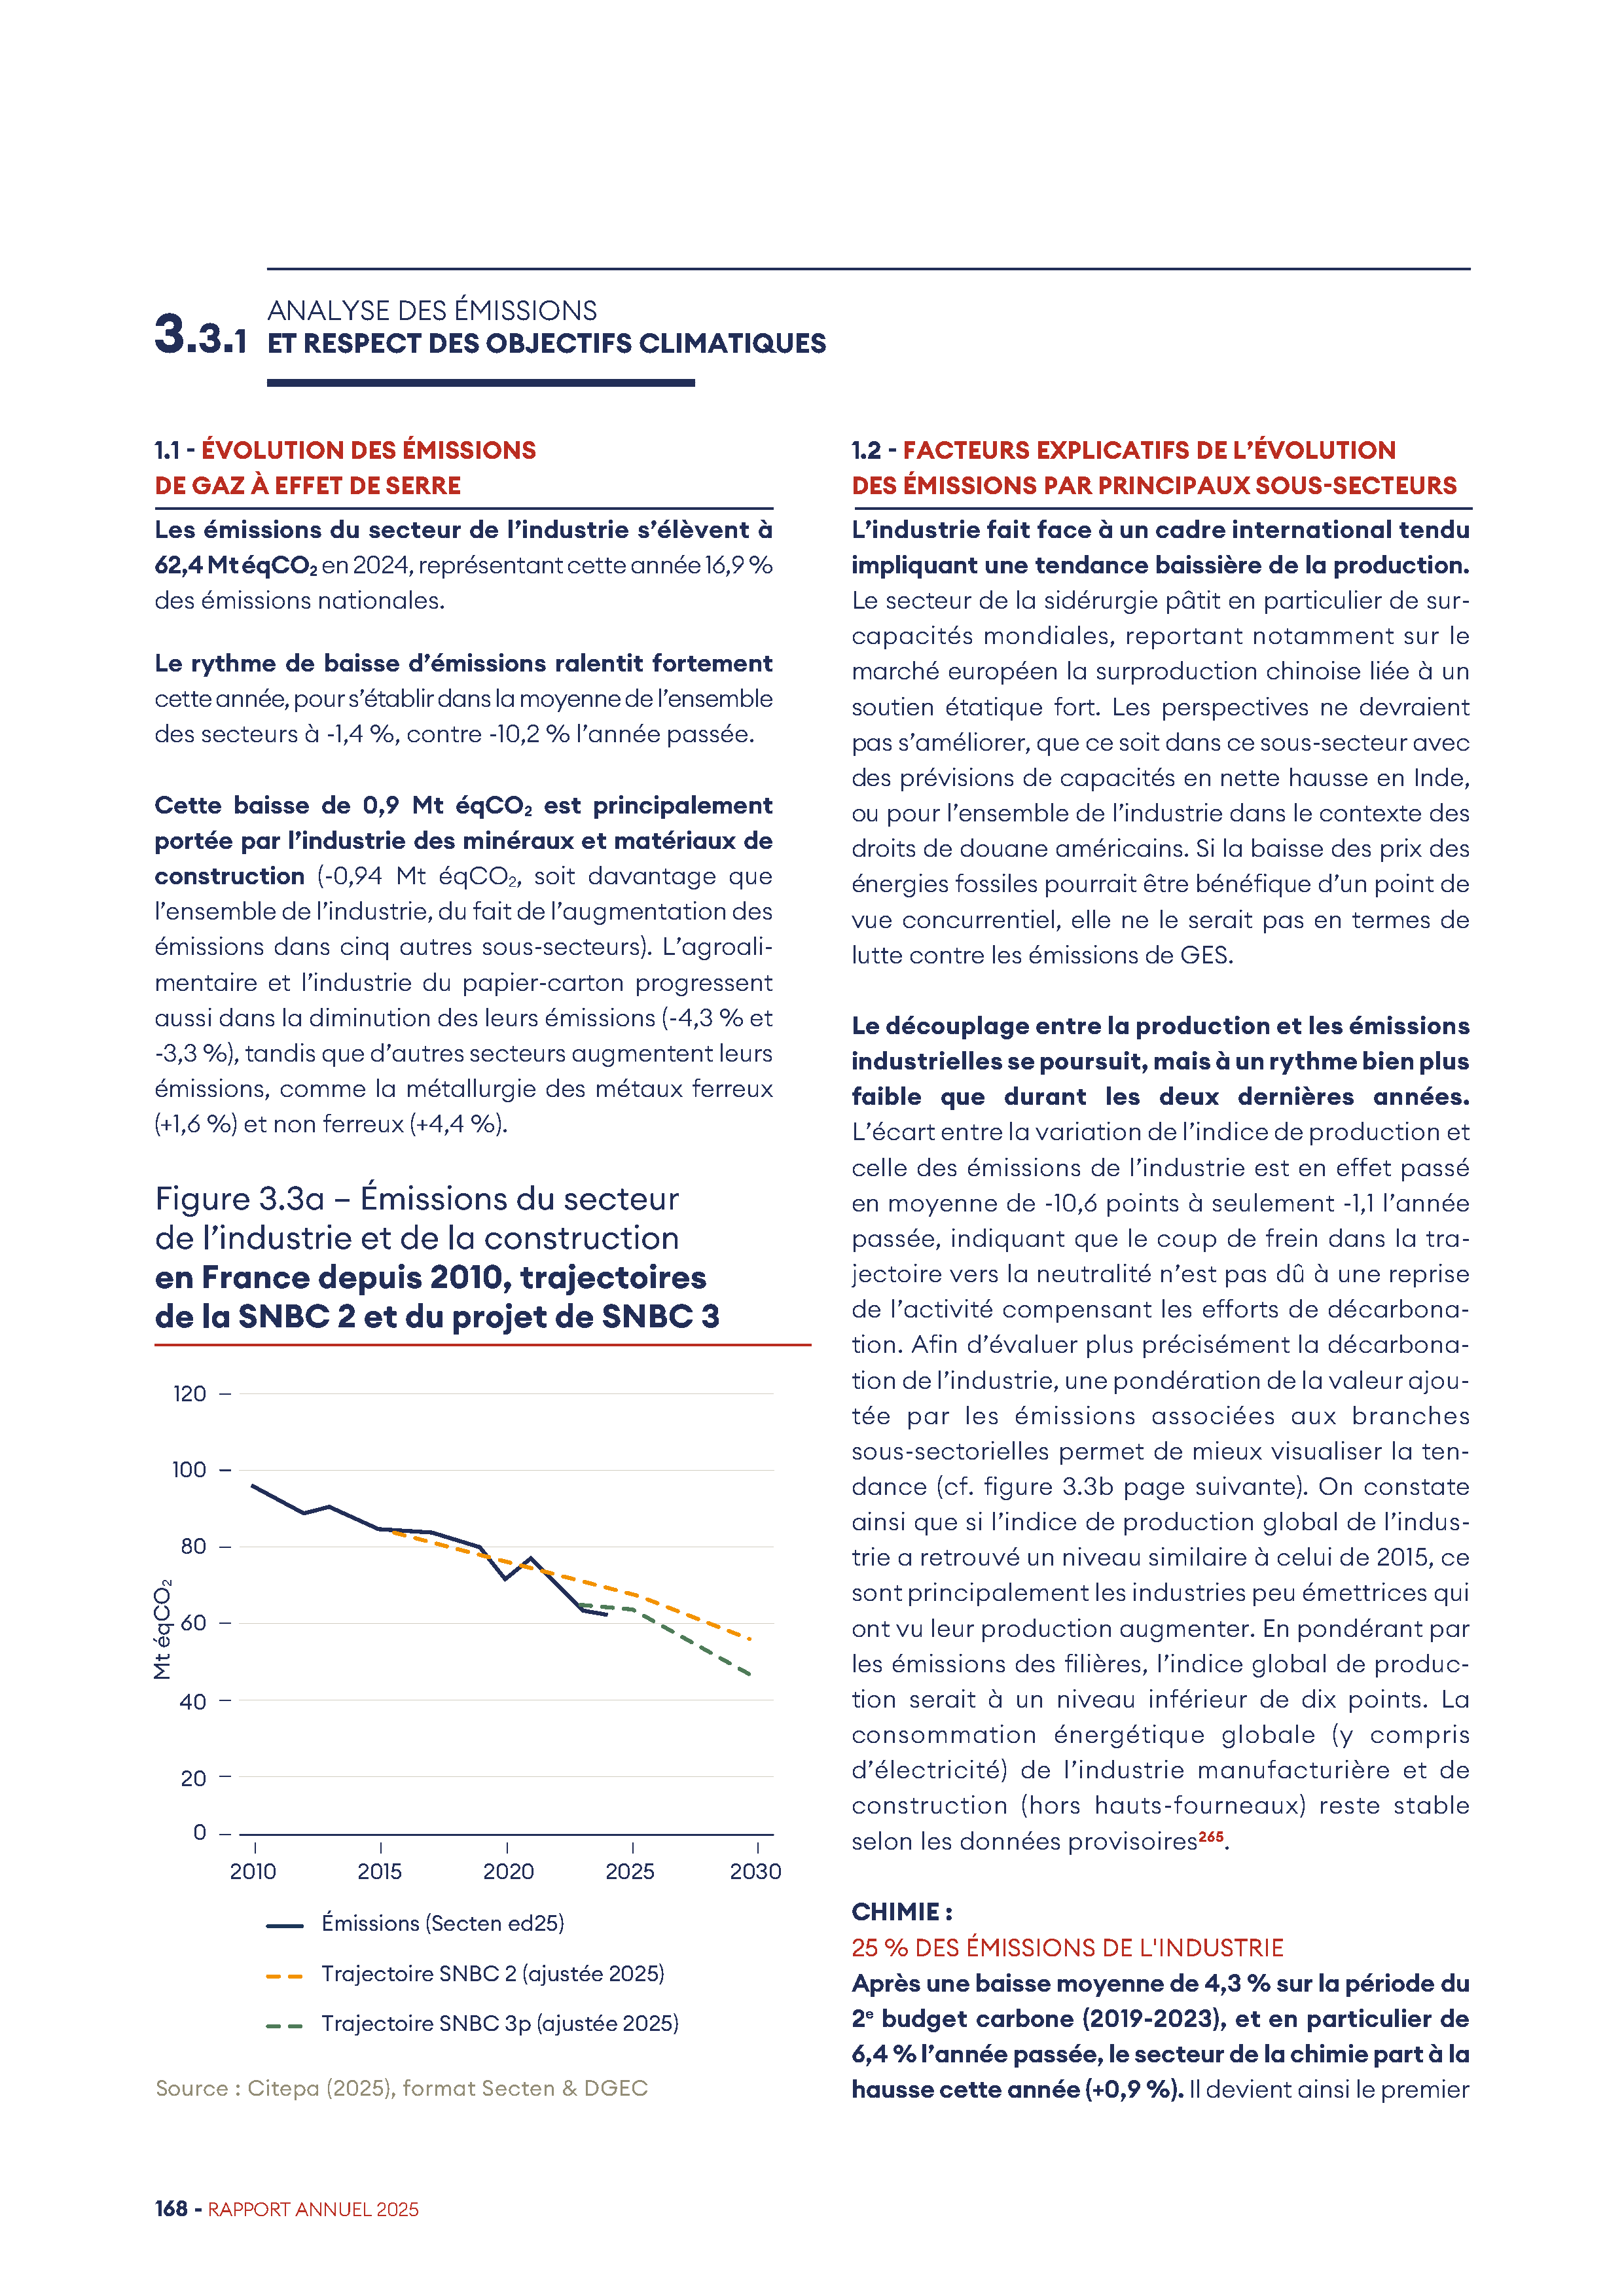 3.3.1
ANALYSE DES ÉMISSIONS
ET RESPECT DES OBJECTIFS CLIMATIQUES
1.1 - ÉVOLUTION DES ÉMISSIONS
DE GAZ À EFFET DE SERRE
Les émissions du secteur de l’industrie s’élèvent à
62,4 Mt éqCO₂ en 2024, représentant cette année 16,9 %
des émissions nationales.
Le rythme de baisse d’émissions ralentit fortement
cette année, pour s’établir dans la moyenne de l’ensemble
des secteurs à -1,4 %, contre -10,2 % l’année passée.
Cette baisse de 0,9 Mt éqCO₂ est principalement
portée par l’industrie des minéraux et matériaux de
construction (-0,94 Mt éqCO₂, soit davantage que
l’ensemble de l’industrie, du fait de l’augmentation des
émissions dans cinq autres sous-secteurs). L’agroali-
mentaire et l’industrie du papier-carton progressent
aussi dans la diminution des leurs émissions (-4,3 % et
-3,3 %), tandis que d’autres secteurs augmentent leurs
émissions, comme la métallurgie des métaux ferreux
(+1,6 %) et non ferreux (+4,4 %).
Figure 3.3a – Émissions du secteur
de l’industrie et de la construction
en France depuis 2010, trajectoires
de la SNBC 2 et du projet de SNBC 3
Mt éqCO₂
120
100
80
60
40
20
0
2010 2015 2020 2025 2030
Émissions (Secten ed25)
Trajectoire SNBC 2 (ajustée 2025)
Trajectoire SNBC 3p (ajustée 2025)
Source : Citepa (2025), format Secten & DGEC
1.2 - FACTEURS EXPLICATIFS DE L’ÉVOLUTION
DES ÉMISSIONS PAR PRINCIPAUX SOUS-SECTEURS
L’industrie fait face à un cadre international tendu
impliquant une tendance baissière de la production.
Le secteur de la sidérurgie pâtit en particulier de sur-
capacités mondiales, reportant notamment sur le
marché européen la surproduction chinoise liée à un
soutien étatique fort. Les perspectives ne devraient
pas s’améliorer, que ce soit dans ce sous-secteur avec
des prévisions de capacités en nette hausse en Inde,
ou pour l’ensemble de l’industrie dans le contexte des
droits de douane américains. Si la baisse des prix des
énergies fossiles pourrait être bénéfique d’un point de
vue concurrentiel, elle ne le serait pas en termes de
lutte contre les émissions de GES.
Le découplage entre la production et les émissions
industrielles se poursuit, mais à un rythme bien plus
faible que durant les deux dernières années.
L’écart entre la variation de l’indice de production et
celle des émissions de l’industrie est en effet passé
en moyenne de -10,6 points à seulement -1,1 l’année
passée, indiquant que le coup de frein dans la tra-
jectoire vers la neutralité n’est pas dû à une reprise
de l’activité compensant les efforts de décarbona-
tion. Afin d’évaluer plus précisément la décarbona-
tion de l’industrie, une pondération de la valeur ajou-
tée par les émissions associées aux branches
sous-sectorielles permet de mieux visualiser la ten-
dance (cf. figure 3.3b page suivante). On constate
ainsi que si l’indice de production global de l’indus-
trie a retrouvé un niveau similaire à celui de 2015, ce
sont principalement les industries peu émettrices qui
ont vu leur production augmenter. En pondérant par
les émissions des filières, l’indice global de produc-
tion serait à un niveau inférieur de dix points. La
consommation énergétique globale (y compris
d’électricité) de l’industrie manufacturière et de
construction (hors hauts-fourneaux) reste stable
selon les données provisoires²⁶⁵.
CHIMIE :
25 % DES ÉMISSIONS DE L'INDUSTRIE
Après une baisse moyenne de 4,3 % sur la période du
2ᵉ budget carbone (2019-2023), et en particulier de
6,4 % l’année passée, le secteur de la chimie part à la
hausse cette année (+0,9 %). Il devient ainsi le premier
168 - RAPPORT ANNUEL 2025